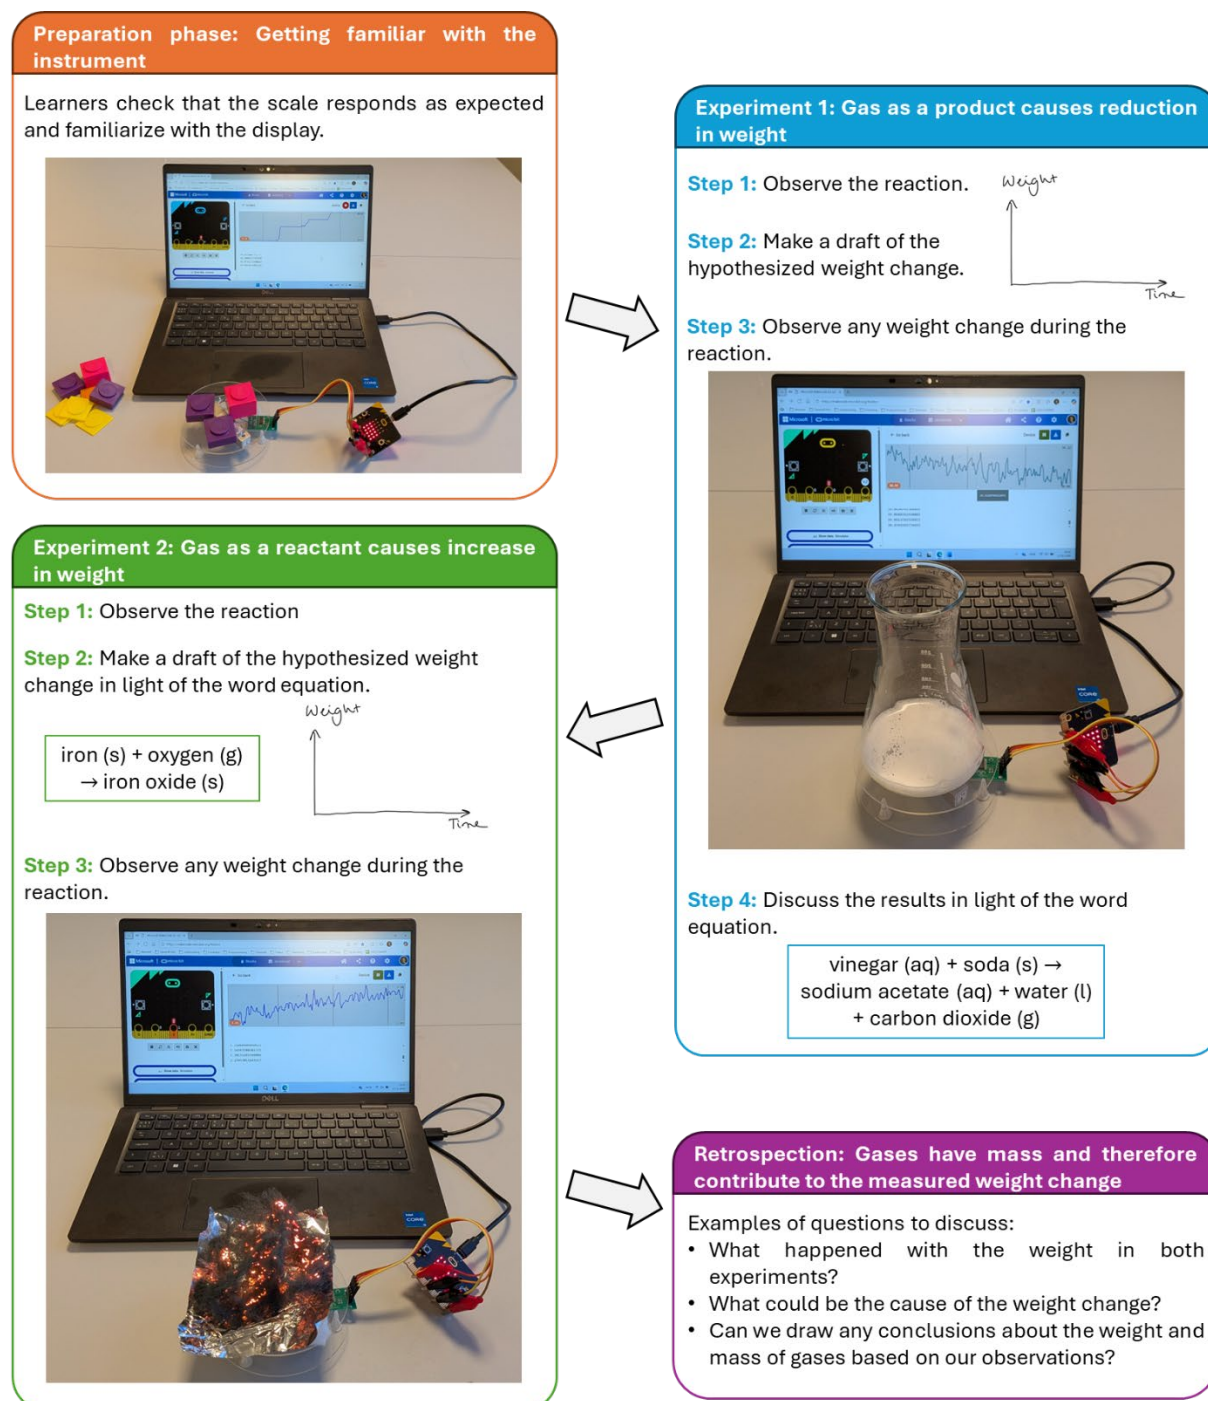 Preparation phase: Getting familiar with the
instrument
Learners check that the scale responds as expected
and familiarize with the display.
DELL
CORE
Experiment 1: Gas as a product causes reduction
in weight
Step 1: Observe the reaction.
Step 2: Make a draft of the
hypothesized weight change.
Weight
Time
Step 3: Observe any weight change during the
reaction.
Microsoft
CORE
Step 4: Discuss the results in light of the word
equation.
vinegar (aq) + soda (s) →
sodium acetate (aq) + water (l)
+ carbon dioxide (g)
Experiment 2: Gas as a reactant causes increase
in weight
Step 1: Observe the reaction
Step 2: Make a draft of the hypothesized weight
change in light of the word equation.
iron (s) + oxygen (g)
→ iron oxide (s)
Weight
Time
Step 3: Observe any weight change during the
reaction.
Microsoft
DELL
CORE
Retrospection: Gases have mass and therefore
contribute to the measured weight change
Examples of questions to discuss:
• What happened with the weight in both
experiments?
• What could be the cause of the weight change?
• Can we draw any conclusions about the weight and
mass of gases based on our observations?